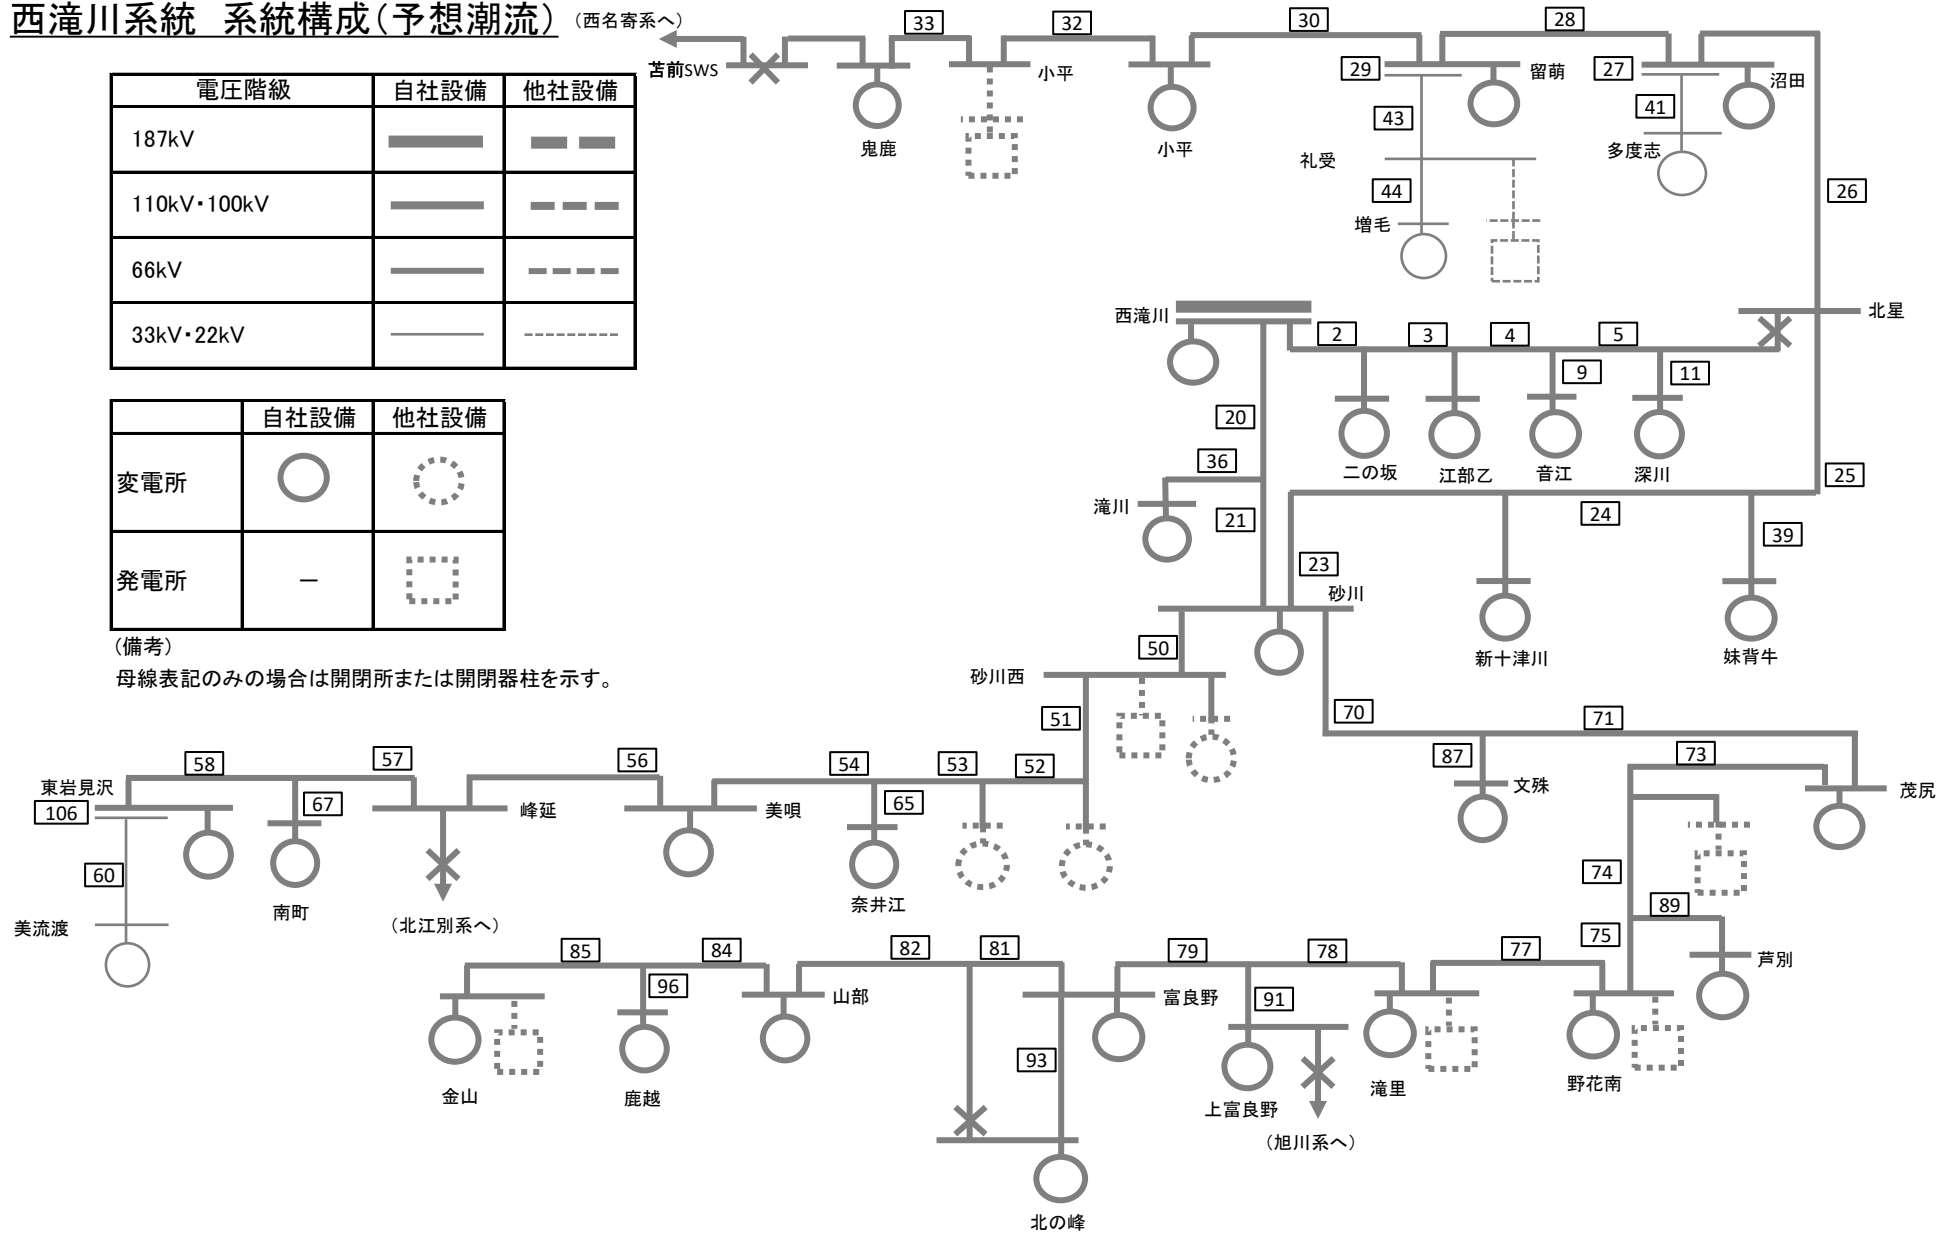 西滝川系統　系統構成(予想潮流)
(西名寄系へ)
33
32
30
28
苫前SWS
小平
29
留萌
27
沼田
鬼鹿
小平
43
41
礼受
多度志
44
増毛
26
電圧階級 自社設備 他社設備
187kV
110kV・100kV
66kV
33kV・22kV
西滝川
北星
2
3
4
5
9
11
20
二の坂
江部乙
音江
深川
36
25
滝川
21
24
39
23
砂川
自社設備 他社設備
変電所
発電所 －
(備考)
母線表記のみの場合は開閉所または開閉器柱を示す。
50
新十津川
妹背牛
砂川西
51
70
71
58
57
56
54
53
52
87
73
東岩見沢
106
67
峰延
美唄
65
文殊
茂尻
60
南町
奈井江
74
美流渡
(北江別系へ)
89
85
84
82
81
79
78
77
75
芦別
96
山部
富良野
91
93
金山
鹿越
上富良野
滝里
野花南
(旭川系へ)
北の峰